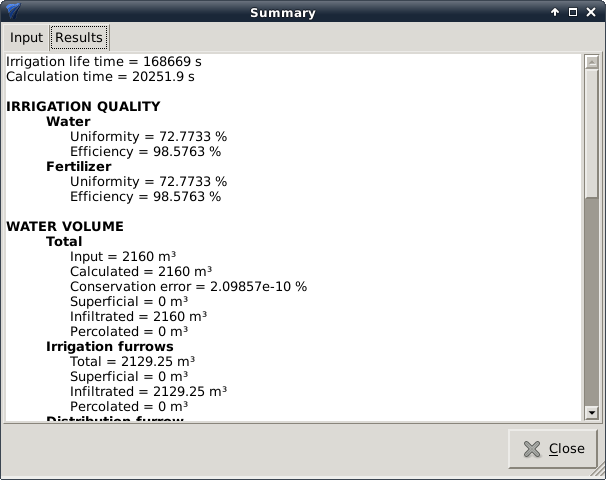 Summary
Input Results
Irrigation life time = 168669 s
Calculation time = 20251.9 s
IRRIGATION QUALITY
Water
Uniformity = 72.7733 %
Efficiency = 98.5763 %
Fertilizer
Uniformity = 72.7733 %
Efficiency = 98.5763 %
WATER VOLUME
Total
Input = 2160 m³
Calculated = 2160 m³
Conservation error = 2.09857e-10 %
Superficial = 0 m³
Infiltrated = 2160 m³
Percolated = 0 m³
Irrigation furrows
Total = 2129.25 m³
Superficial = 0 m³
Infiltrated = 2129.25 m³
Percolated = 0 m³
Distribution furrow
Close